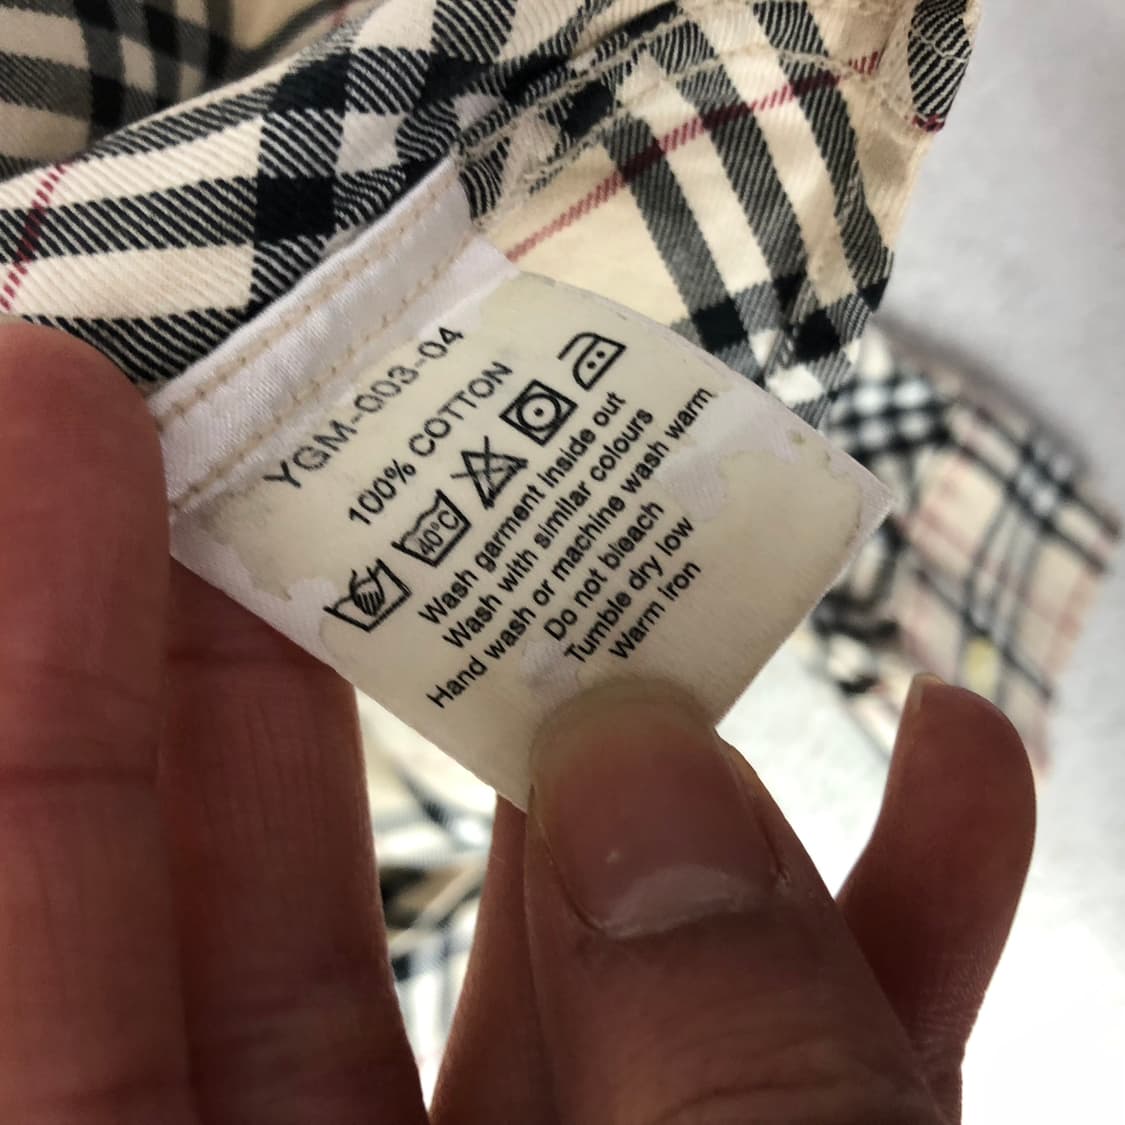 YGM-003-04
100% COTTON
40°C
Wash garment inside out
Wash with similar colours
Hand wash or machine wash warm
Do not bleach
Tumble dry low
Warm iron